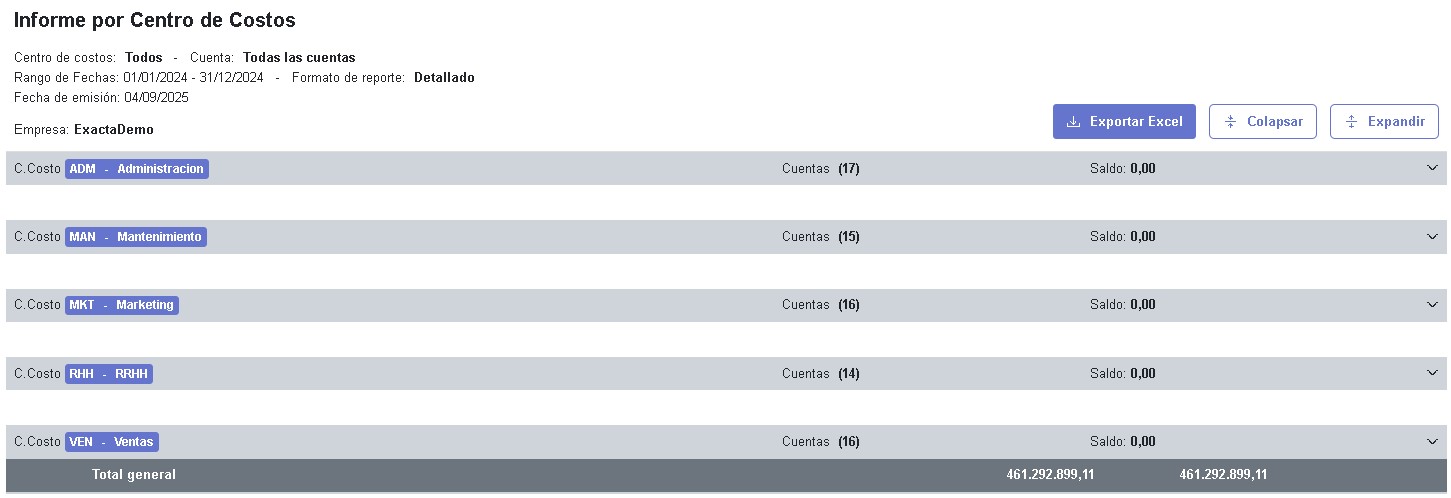 Informe por Centro de Costos
Centro de costos: Todos - Cuenta: Todas las cuentas
Rango de Fechas: 01/01/2024 - 31/12/2024 - Formato de reporte: Detallado
Fecha de emisión: 04/09/2025
Empresa: ExactaDemo
Exportar Excel Colapsar Expandir
C.Costo ADM - Administracion Cuentas (17) Saldo: 0,00
C.Costo MAN - Mantenimiento Cuentas (15) Saldo: 0,00
C.Costo MKT - Marketing Cuentas (16) Saldo: 0,00
C.Costo RHH - RRHH Cuentas (14) Saldo: 0,00
C.Costo VEN - Ventas Cuentas (16) Saldo: 0,00
Total general 461.292.899,11 461.292.899,11